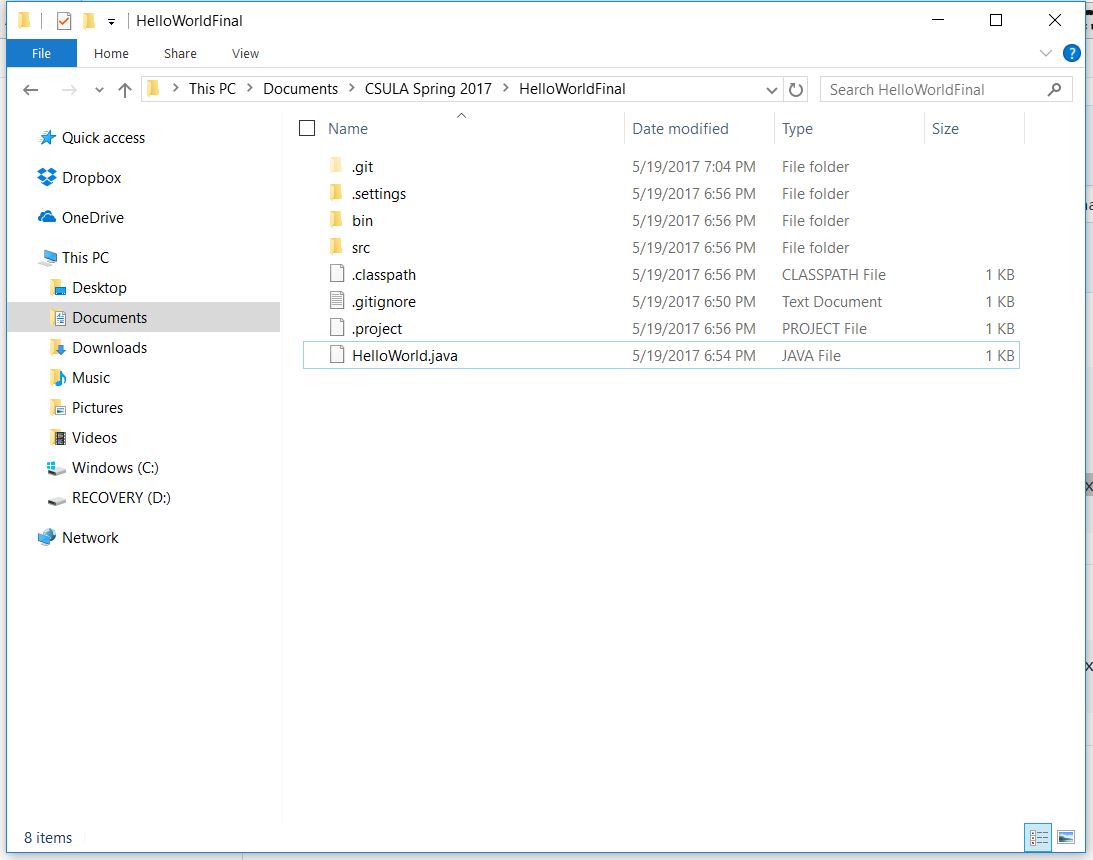 HelloWorldFinal
File Home Share View
This PC Documents CSULA Spring 2017 HelloWorldFinal
Search HelloWorldFinal
Quick access
Dropbox
OneDrive
This PC
Desktop
Documents
Downloads
Music
Pictures
Videos
Windows (C:)
RECOVERY (D:)
Network
Name Date modified Type Size
.git 5/19/2017 7:04 PM File folder
.settings 5/19/2017 6:56 PM File folder
bin 5/19/2017 6:56 PM File folder
src 5/19/2017 6:56 PM File folder
.classpath 5/19/2017 6:56 PM CLASSPATH File 1 KB
.gitignore 5/19/2017 6:50 PM Text Document 1 KB
.project 5/19/2017 6:56 PM PROJECT File 1 KB
HelloWorld.java 5/19/2017 6:54 PM JAVA File 1 KB
8 items